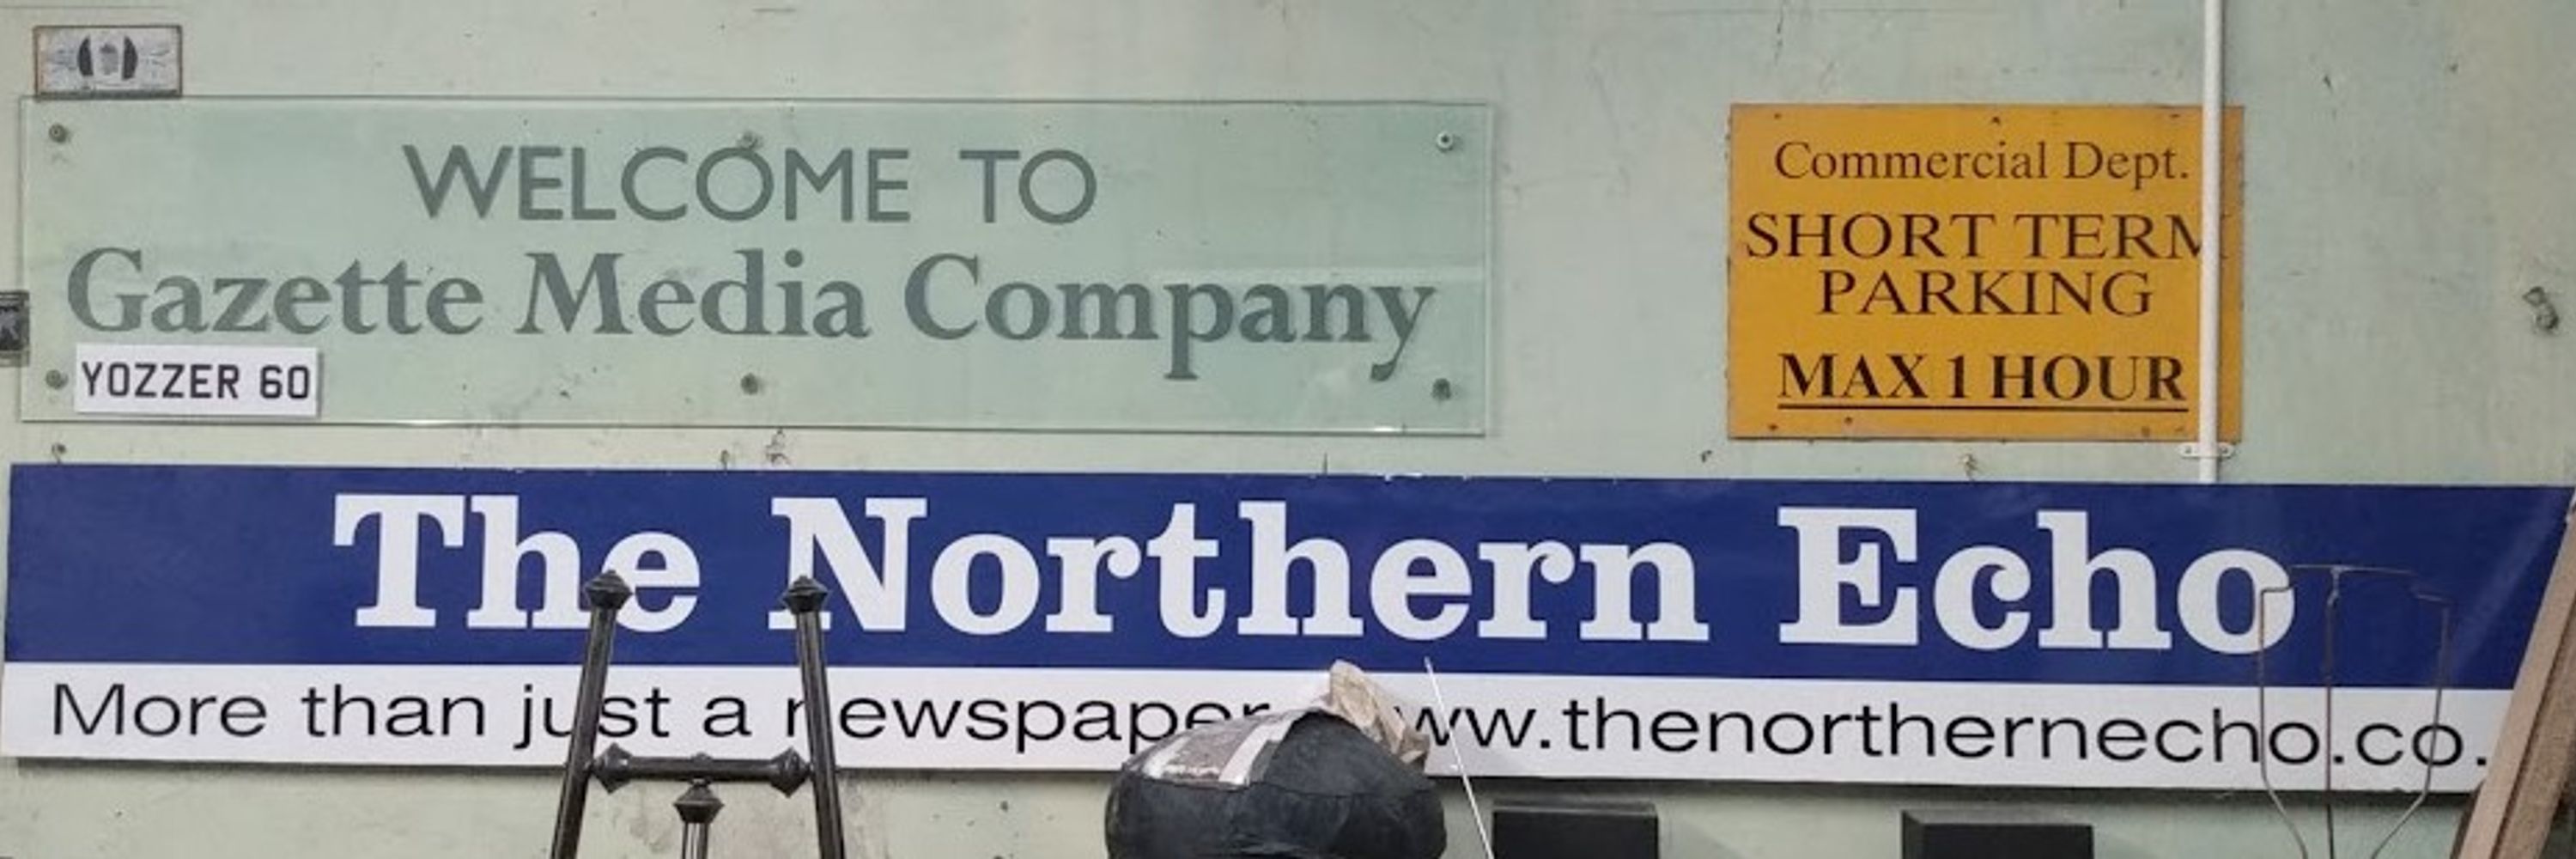 WELCOME TO
Gazette Media Company
YOZZER 60
Commercial Dept.
SHORT TERM
PARKING
MAX 1 HOUR
The Northern Echo
More than just a newspaper ww.thenorthernecho.co.